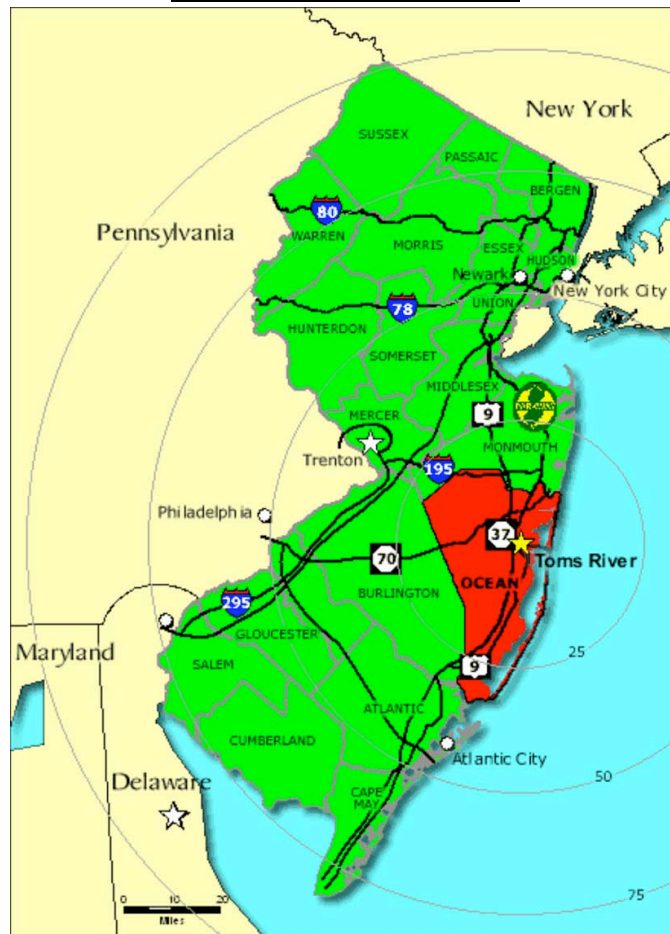 New York
SUSSEX
PASSAIC
BERGEN
80
WARREN
Pennsylvania
MORRIS
ESSEX
HUDSON
Newark
New York City
78
UNION
HUNTERDON
SOMERSET
MIDDLESEX
9
MERCER
MONMOUTH
Trenton
195
Philadelphia
37
Toms River
70
OCEAN
BURLINGTON
295
GLOUCESTER
Maryland
25
SALEM
9
ATLANTIC
CUMBERLAND
Atlantic City
Delaware
50
CAPE
MAY
75
0 10 20
Miles